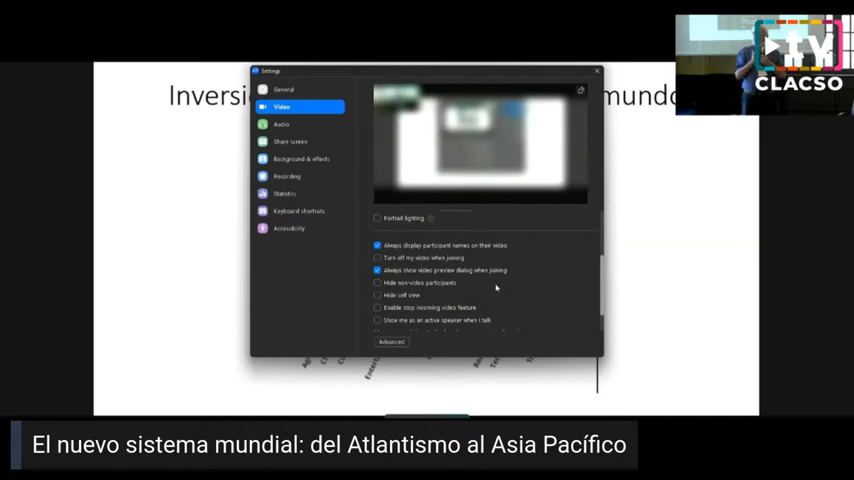 tv
CLACSO
Settings
General
Video
Audio
Share screen
Background & effects
Recording
Statistics
Keyboard shortcuts
Accessibility
Portrait lighting
Always display participant names on their video
Turn off my video when joining
Always show video preview dialog when joining
Hide non-video participants
Hide self view
Enable stop incoming video feature
Show me as an active speaker when I talk
Advanced
mundo
El nuevo sistema mundial: del Atlantismo al Asia Pacífico